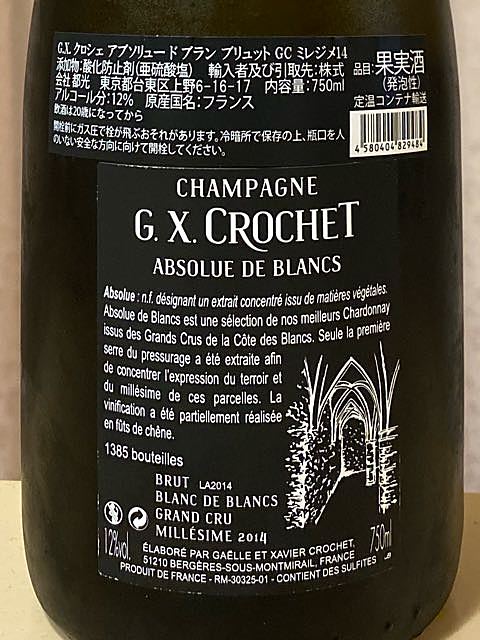 G.X. クロシェ アブソリュード ブラン ブリュット GC ミレジメ14
添加物:酸化防止剤(亜硫酸塩) 輸入者及び引取先:株式
会社 都光 東京都台東区上野6-16-17 内容量:750ml
アルコール分:12% 原産国名:フランス
飲酒は20歳になってから
開栓前にガス圧で栓が飛ぶおそれがあります。冷暗所で保存の上、瓶口を人
のいない安全な方向に向けて開栓してください。
品目:果実酒
(発泡性)
定温コンテナ輸送
4 580404 829484
CHAMPAGNE
G. X. CROCHET
ABSOLUE DE BLANCS
Absolue : n.f. désignant un extrait concentré issu de matières végétales.
Absolue de Blancs est une sélection de nos meilleurs Chardonnay
issus des Grands Crus de la Côte des Blancs. Seule la première
serre du pressurage a été extraite afin
de concentrer l'expression du terroir et
du millésime de ces parcelles. La
vinification a été partiellement réalisée
en fûts de chêne.
1385 bouteilles
BRUT LA2014
BLANC DE BLANCS
GRAND CRU
MILLÉSIME 2014
12%vol.
750ml
ÉLABORÉ PAR GAËLLE ET XAVIER CROCHET,
51210 BERGÈRES-SOUS-MONTMIRAIL, FRANCE
PRODUIT DE FRANCE - RM-30325-01 - CONTIENT DES SULFITES